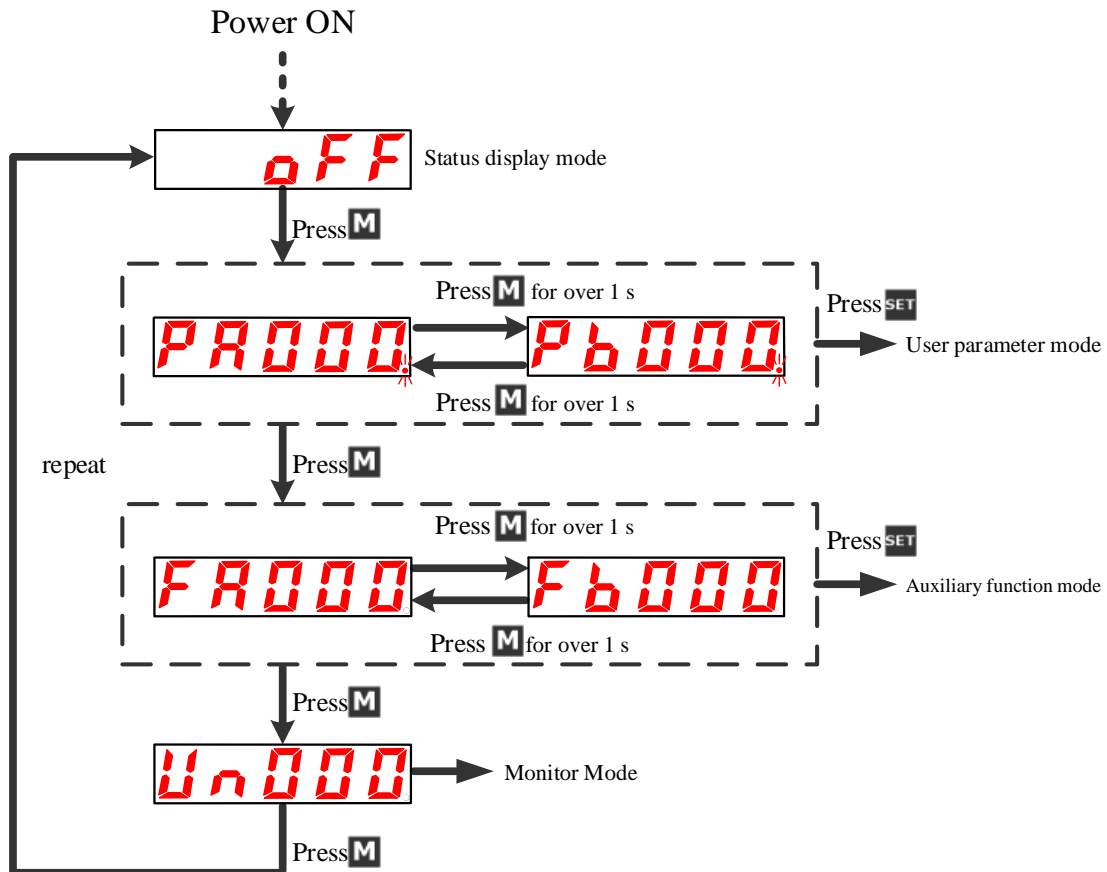 Power ON
oFF
Status display mode
Press M
Press M for over 1 s
Press SET
PA000.
Pb000.
User parameter mode
Press M for over 1 s
repeat
Press M
Press M for over 1 s
Press SET
FA000
Fb000
Auxiliary function mode
Press M for over 1 s
Press M
Un000
Monitor Mode
Press M